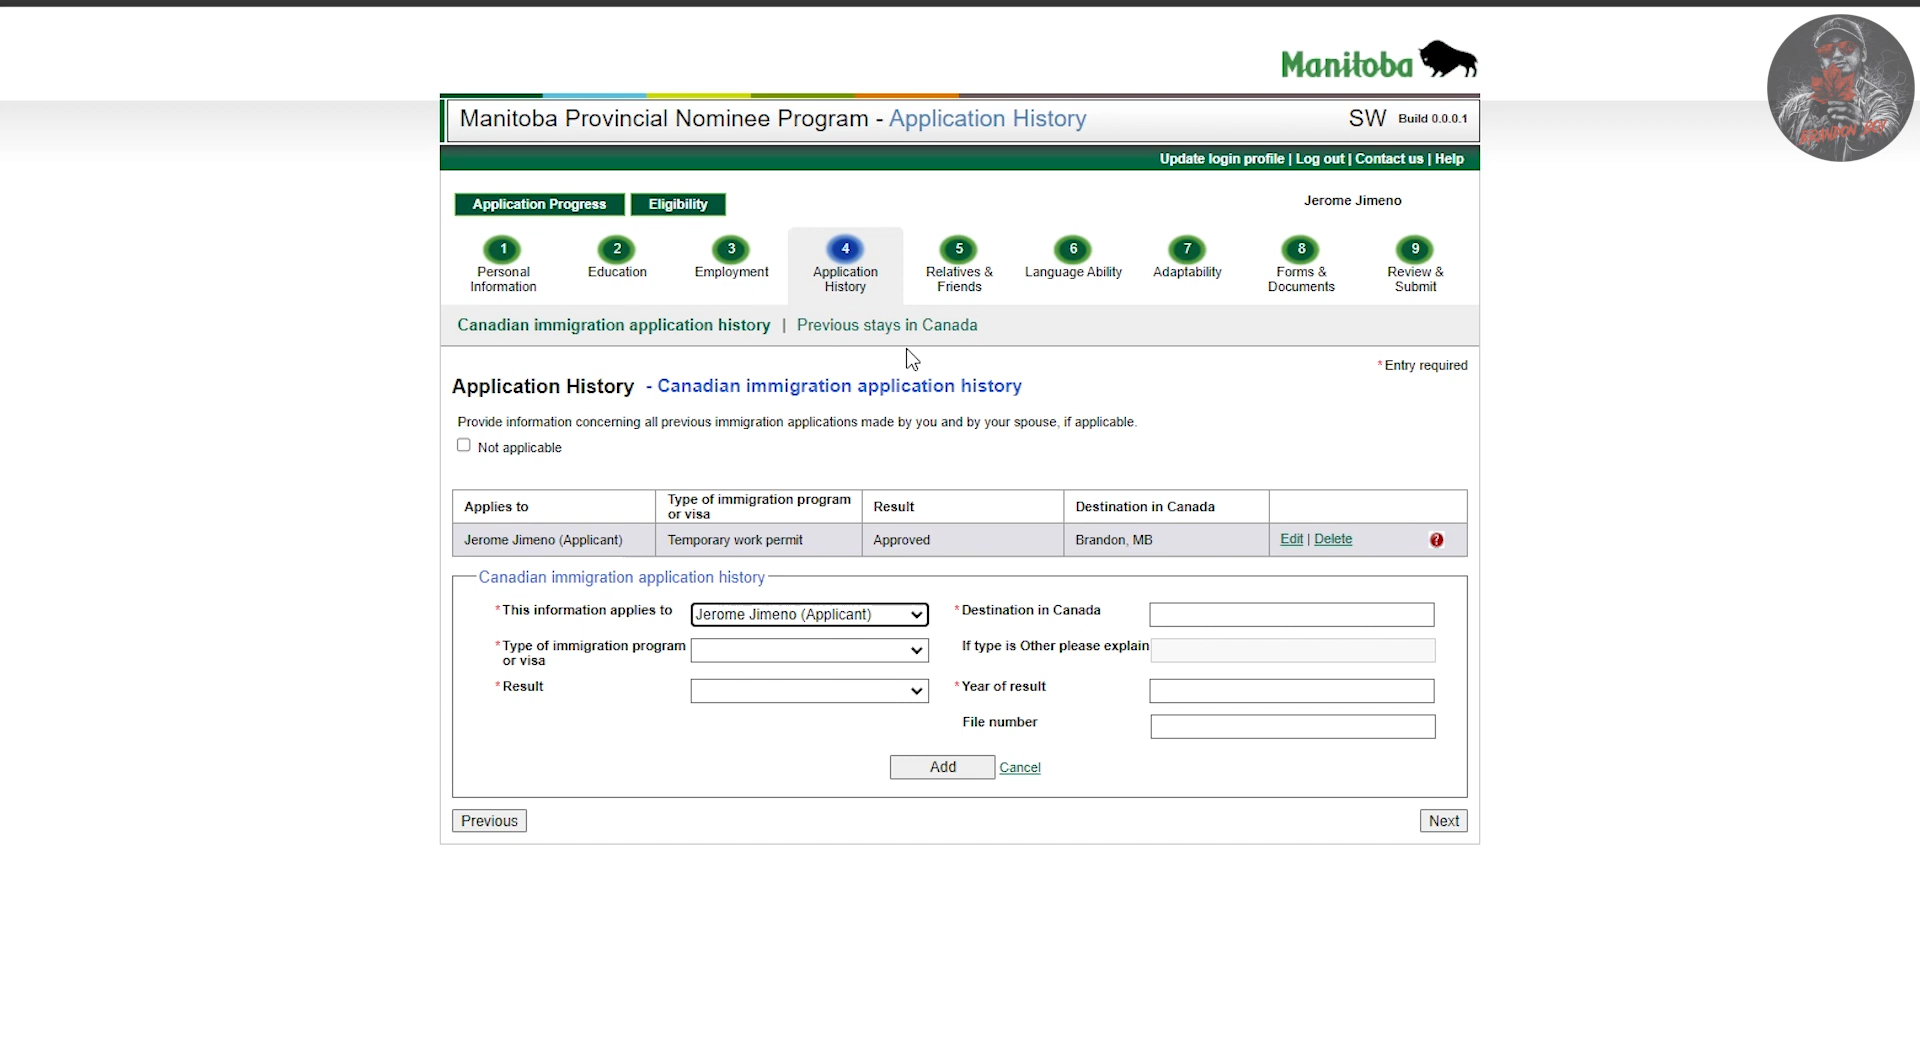 Manitoba
Manitoba Provincial Nominee Program - Application History
SW Build 0.0.0.1
Update login profile | Log out | Contact us | Help
Application Progress
Eligibility
Jerome Jimeno
1
Personal
Information
2
Education
3
Employment
4
Application
History
5
Relatives &
Friends
6
Language Ability
7
Adaptability
8
Forms &
Documents
9
Review &
Submit
Canadian immigration application history | Previous stays in Canada
*Entry required
Application History - Canadian immigration application history
Provide information concerning all previous immigration applications made by you and by your spouse, if applicable.
Not applicable
Applies to
Type of immigration program
or visa
Result
Destination in Canada
Jerome Jimeno (Applicant)
Temporary work permit
Approved
Brandon, MB
Edit | Delete
?
Canadian immigration application history
*This information applies to
Jerome Jimeno (Applicant)
*Destination in Canada
*Type of immigration program
or visa
If type is Other please explain
*Result
*Year of result
File number
Add
Cancel
Previous
Next